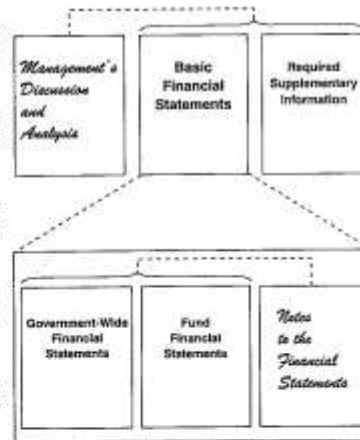 Management's
Discussion
and
Analysis
Basic
Financial
Statements
Required
Supplementary
Information
Government-Wide
Financial
Statements
Fund
Financial
Statements
Notes
to the
Financial
Statements